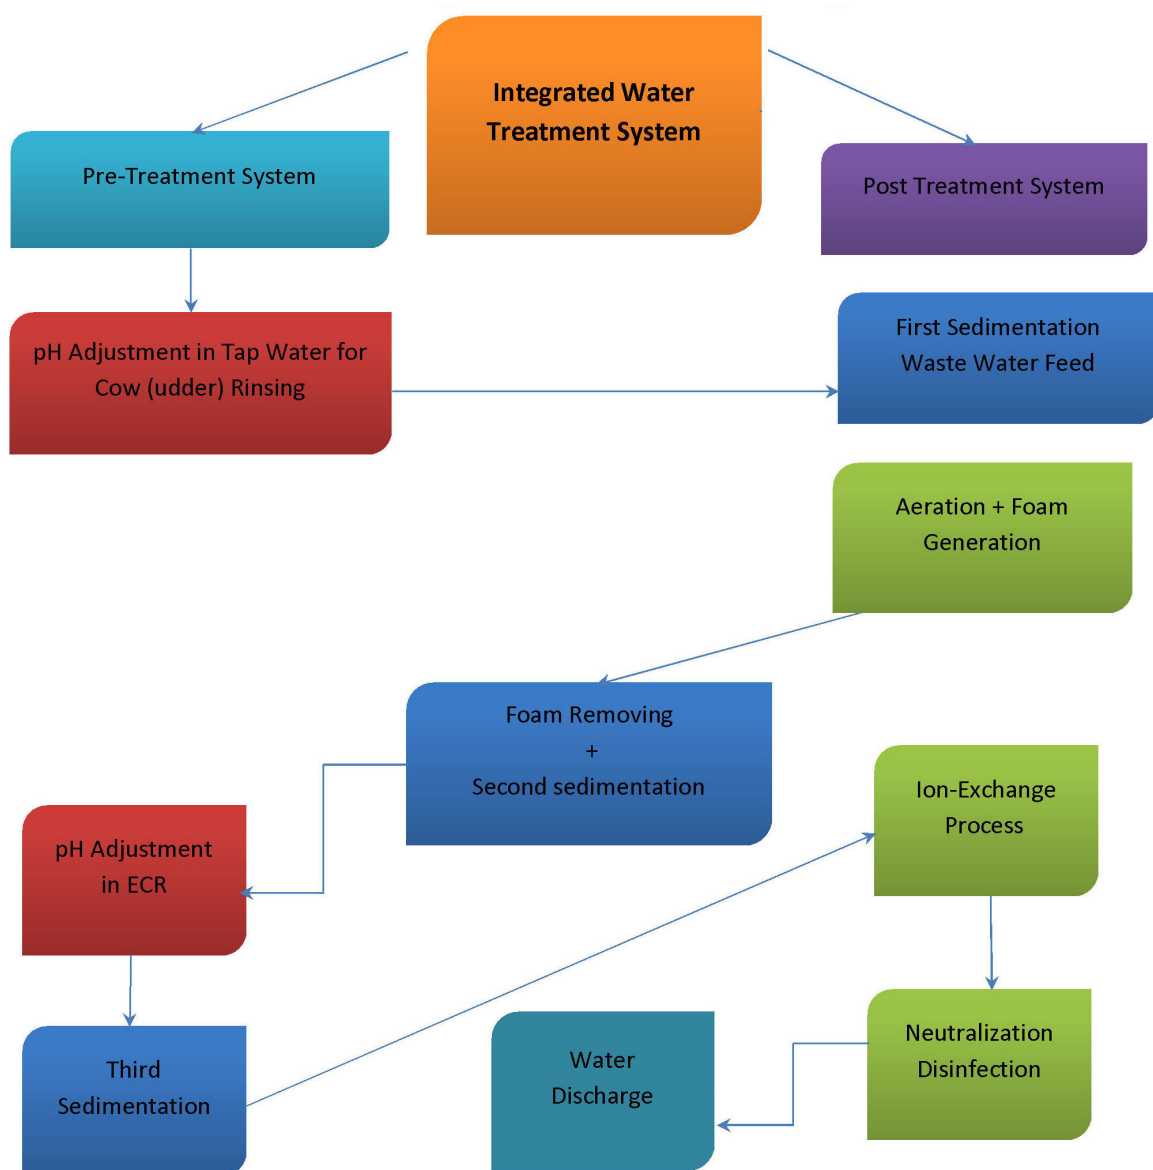 Integrated Water
Treatment System
Pre-Treatment System
Post Treatment System
pH Adjustment in Tap Water for
Cow (udder) Rinsing
First Sedimentation
Waste Water Feed
Aeration + Foam
Generation
Foam Removing
+
Second sedimentation
Ion-Exchange
Process
pH Adjustment
in ECR
Third
Sedimentation
Water
Discharge
Neutralization
Disinfection